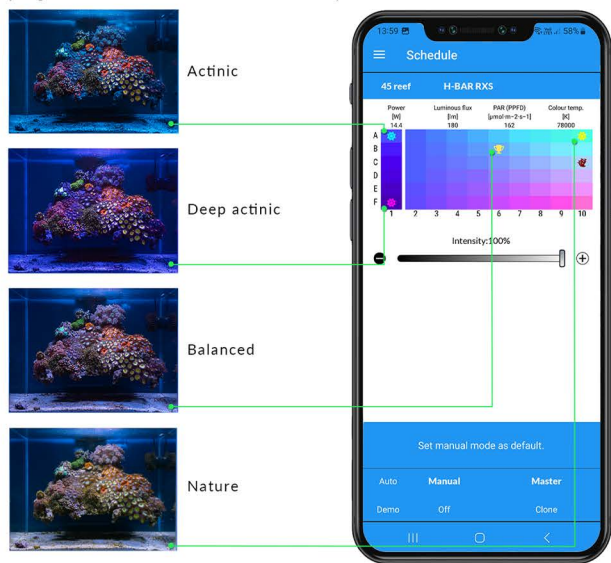 Actinic
Deep actinic
Balanced
Nature
13:59
58%
Schedule
45 reef H-BAR RXS
Power Luminous flux PAR (PPFD) Colour temp.
[W] [lm] [μmol·m-2·s-1] [K]
14.4 180 162 78000
A
B
C
D
E
F
1 2 3 4 5 6 7 8 9 10
Intensity:100%
Set manual mode as default.
Auto Manual Master
Demo Off Clone